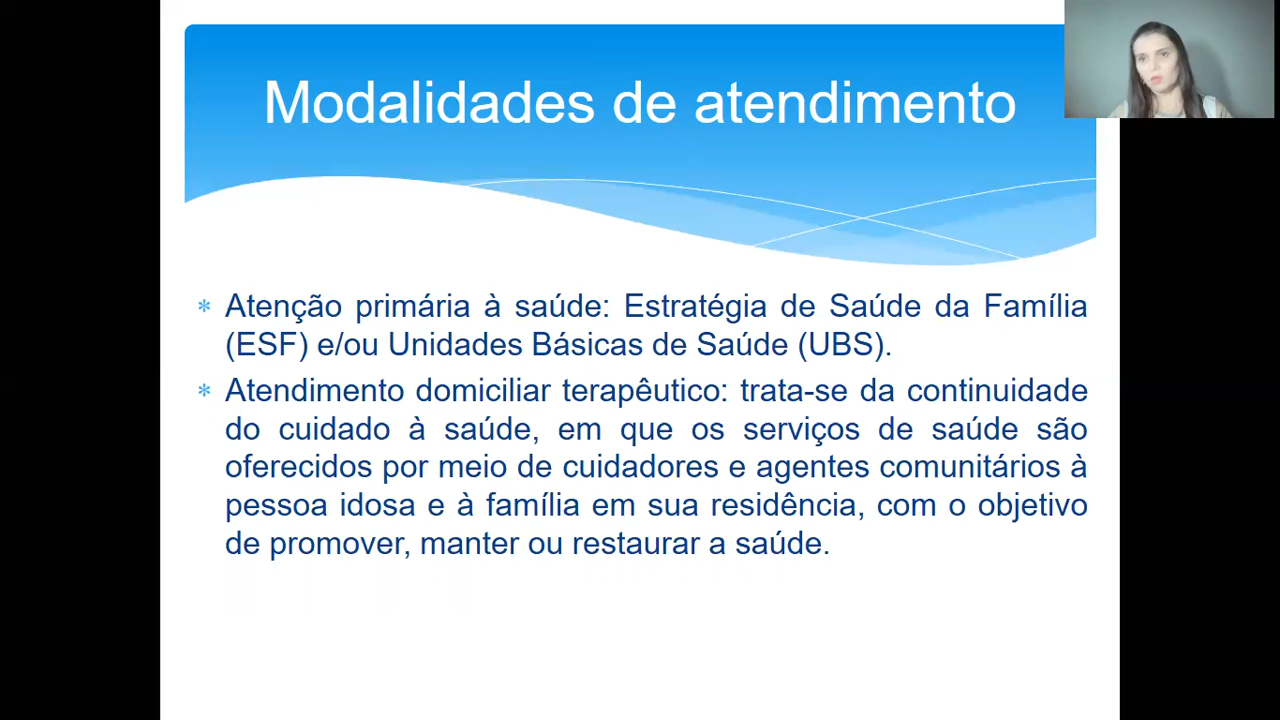 Modalidades de atendimento
* Atenção primária à saúde: Estratégia de Saúde da Família
(ESF) e/ou Unidades Básicas de Saúde (UBS).
* Atendimento domiciliar terapêutico: trata-se da continuidade
do cuidado à saúde, em que os serviços de saúde são
oferecidos por meio de cuidadores e agentes comunitários à
pessoa idosa e à família em sua residência, com o objetivo
de promover, manter ou restaurar a saúde.